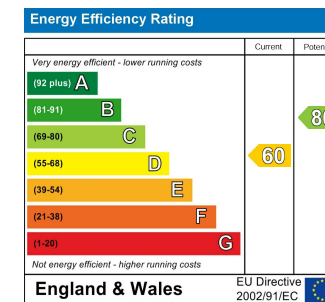 Energy Efficiency Rating
Current
Very energy efficient - lower running costs
(92 plus) A
(81-91) B
(69-80) C
(55-68) D
(39-54) E
(21-38) F
(1-20) G
60
Not energy efficient - higher running costs
England & Wales
EU Directive
2002/91/EC